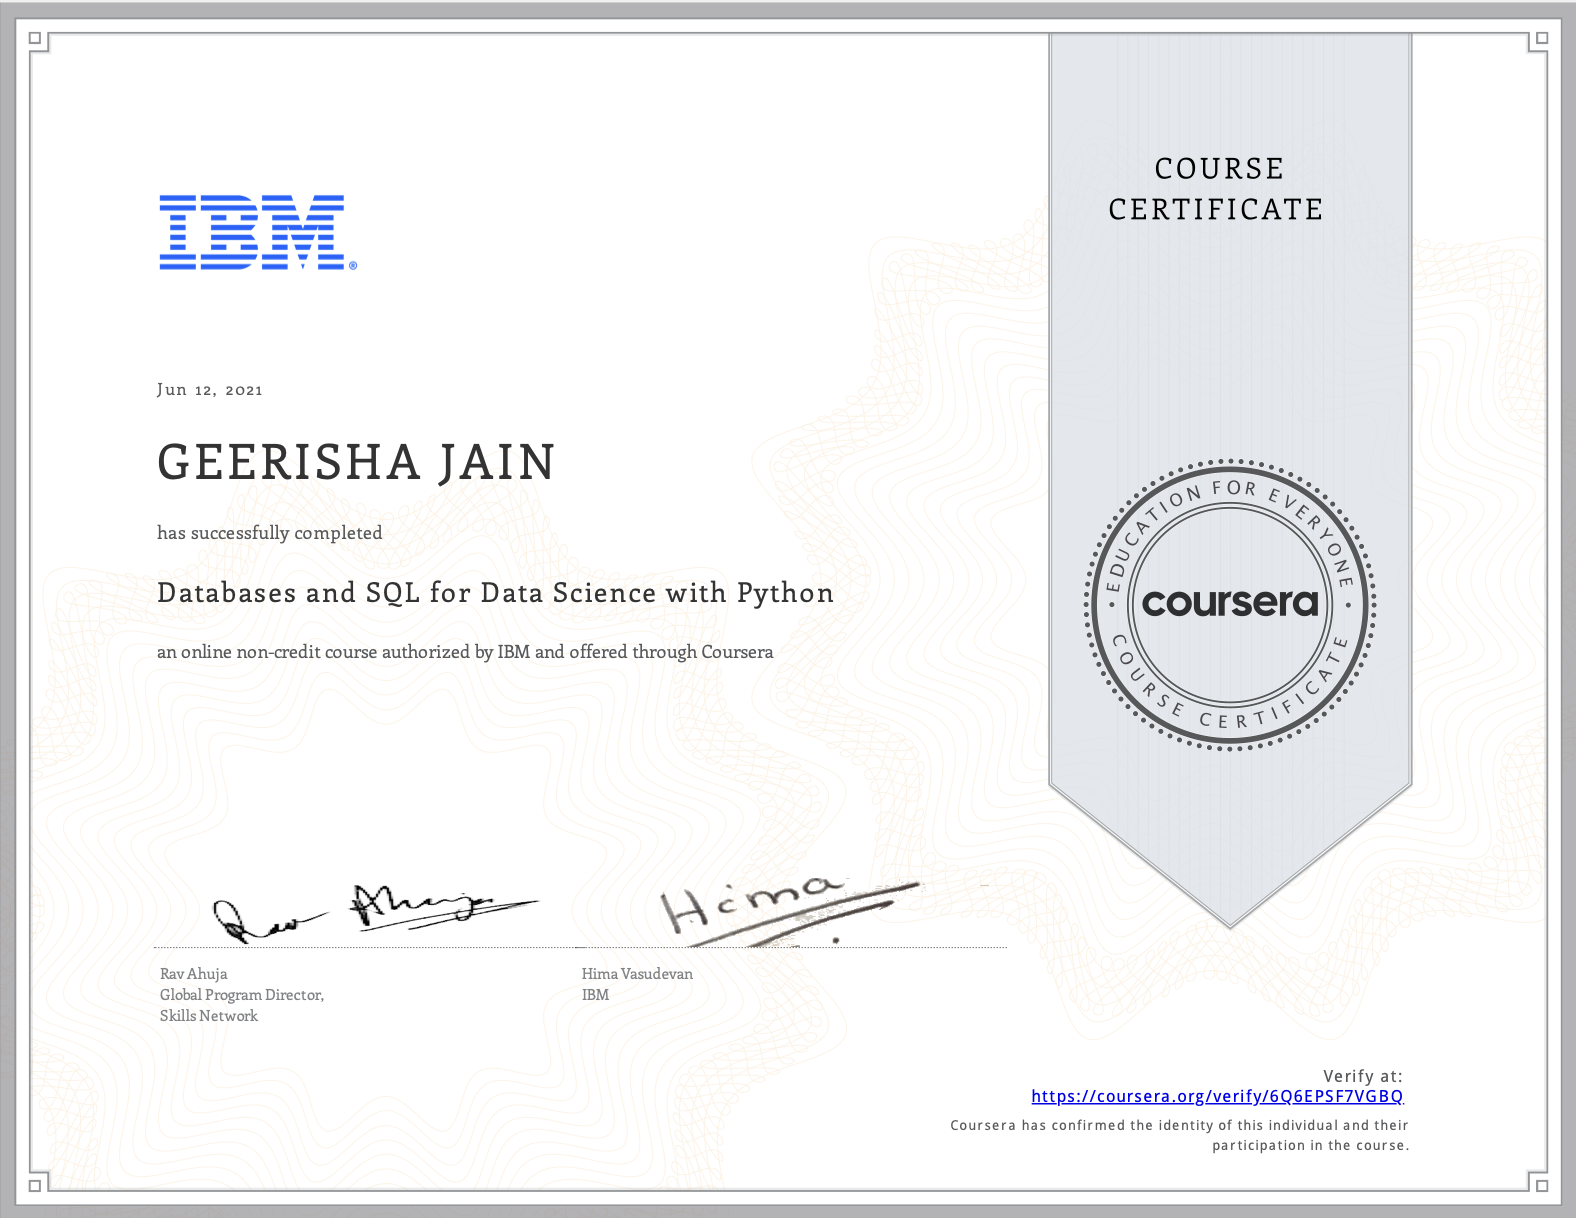 COURSE
CERTIFICATE
IBM®
Jun 12, 2021
GEERISHA JAIN
has successfully completed
Databases and SQL for Data Science with Python
an online non-credit course authorized by IBM and offered through Coursera
EDUCATION FOR EVERYONE
coursera
COURSE CERTIFICATE
Rav Ahuja
Hima
Rav Ahuja
Global Program Director,
Skills Network
Hima Vasudevan
IBM
Verify at:
https://coursera.org/verify/6Q6EPSF7VGBQ
Coursera has confirmed the identity of this individual and their
participation in the course.